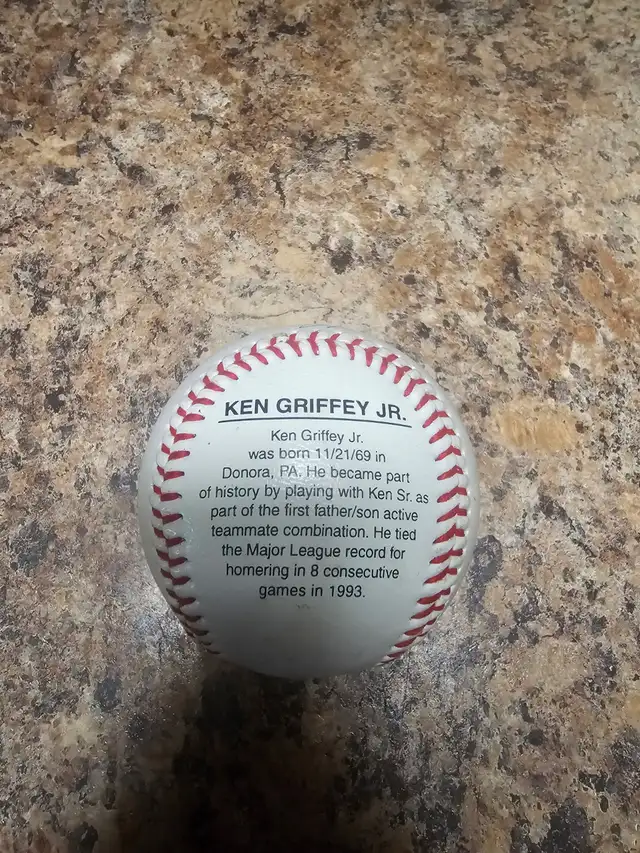 KEN GRIFFEY JR.
Ken Griffey Jr.
was born 11/21/69 in
Donora, PA. He became part
of history by playing with Ken Sr. as
part of the first father/son active
teammate combination. He tied
the Major League record for
homering in 8 consecutive
games in 1993.